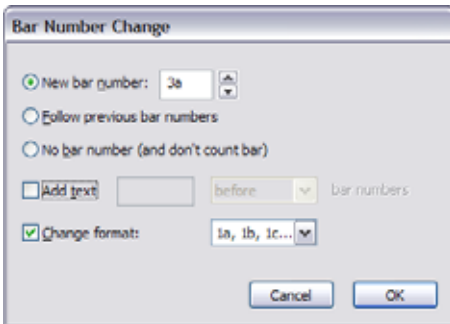 Bar Number Change
New bar number: 3a
Follow previous bar numbers
No bar number (and don't count bar)
Add text before bar numbers
Change format: 1a, 1b, 1c...
Cancel OK